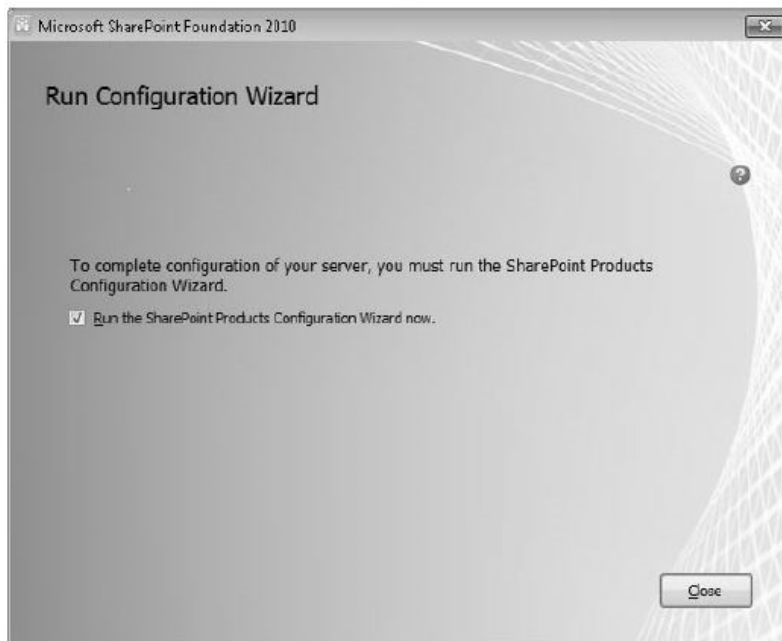 Microsoft SharePoint Foundation 2010
Run Configuration Wizard
To complete configuration of your server, you must run the SharePoint Products
Configuration Wizard.
Run the SharePoint Products Configuration Wizard now.
Close